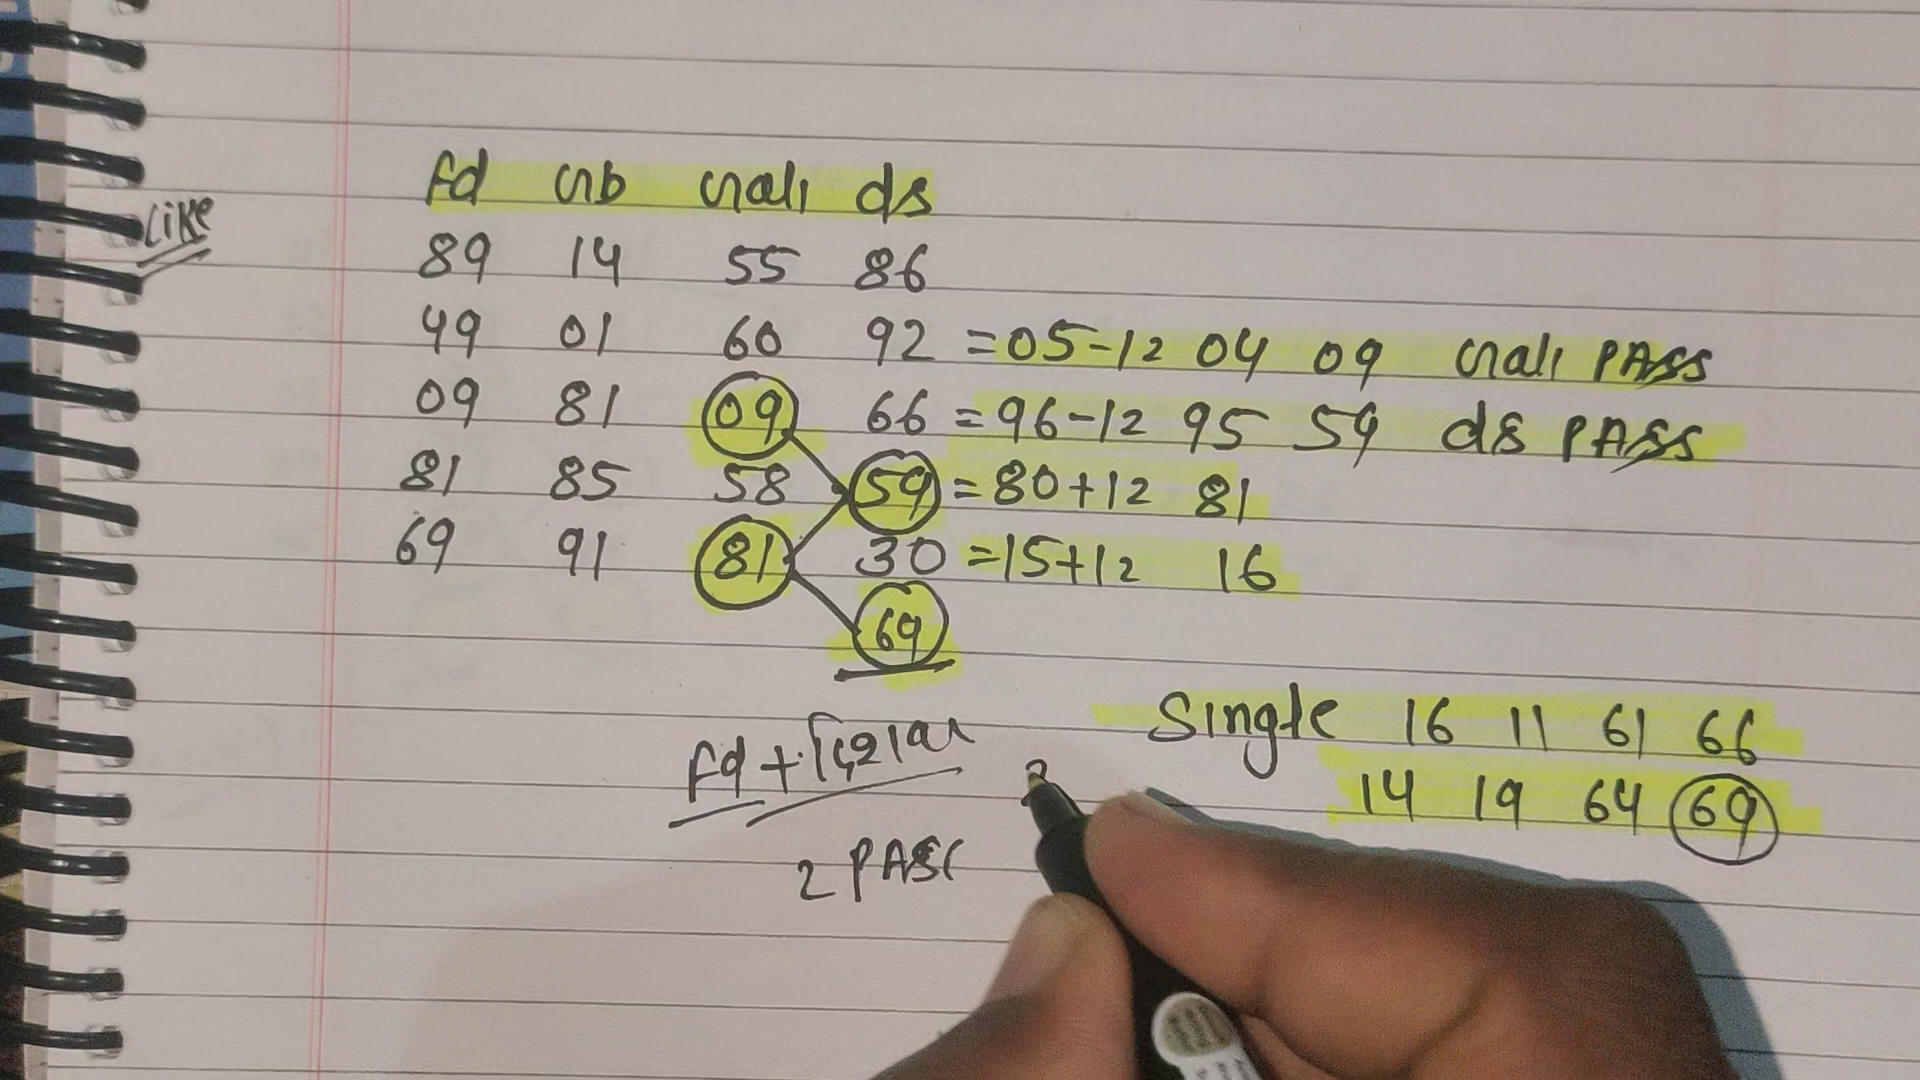 Like
fd GB Gali ds
89 14 55 86
49 01 60 92 =05-12 04 09 Gali PASS
09 81 09 66 =96-12 95 59 ds PASS
81 85 58 59 =80+12 81
69 91 81 30 =15+12 16
69
Single 16 11 61 66
14 19 64 69
fd +
2 PASS